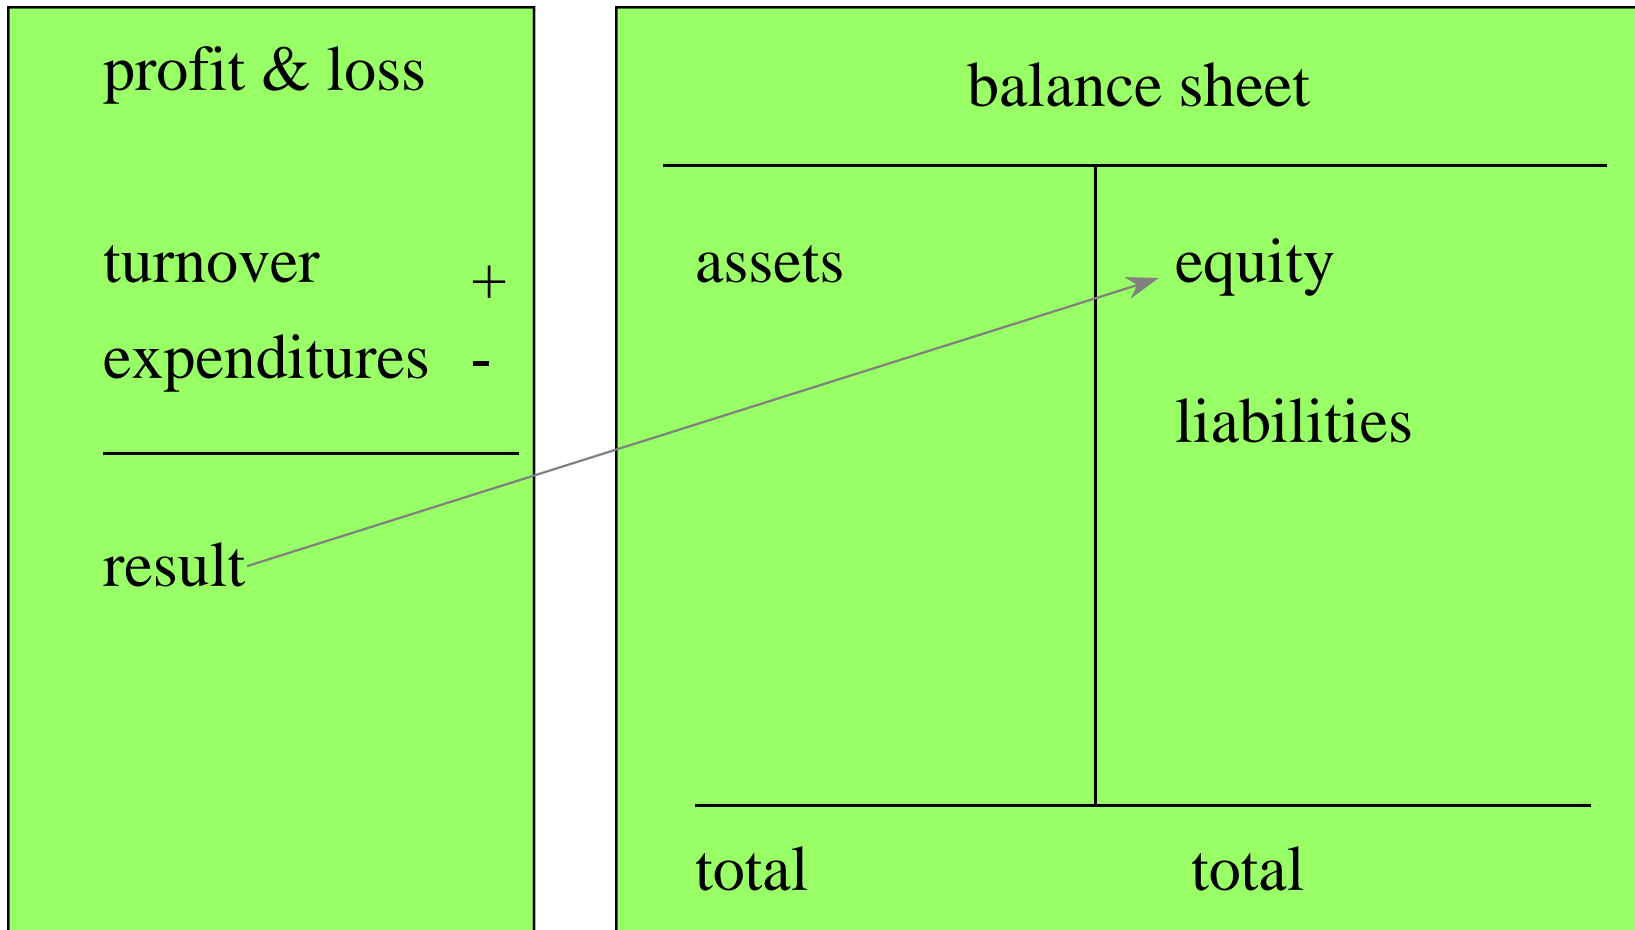 profit & loss
turnover +
expenditures -
result
balance sheet
assets equity
liabilities
total total